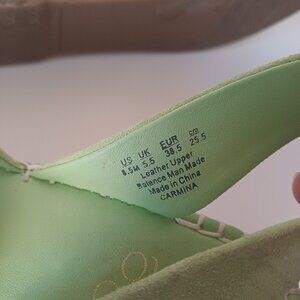 US UK EUR cm
8.5M 5.5 38.5 25.5
Leather Upper
Balance Man Made
Made in China
CARMINA